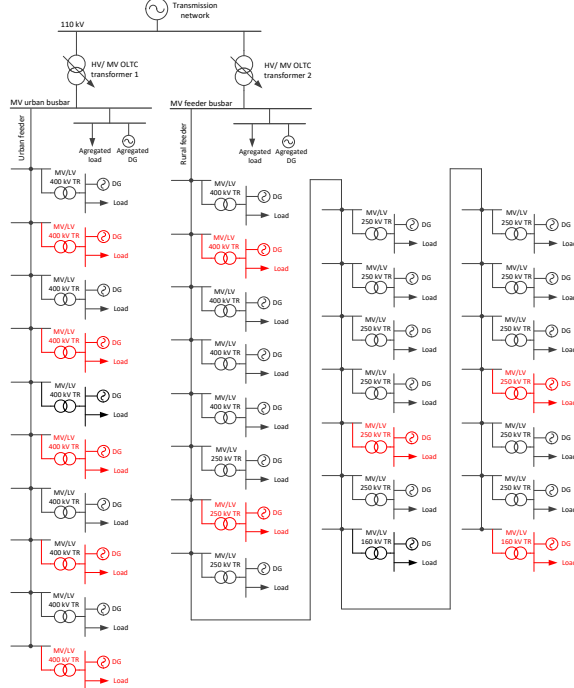 Transmission
network
110 kV
HV/ MV OLTC
transformer 1
HV/ MV OLTC
transformer 2
MV urban busbar
MV feeder busbar
Urban feeder
Agregated
load
Agregated
DG
Rural feeder
Agregated
load
Agregated
DG
MV/LV
400 kV TR
DG
Load
MV/LV
400 kV TR
DG
Load
MV/LV
400 kV TR
DG
Load
MV/LV
400 kV TR
DG
Load
MV/LV
400 kV TR
DG
Load
MV/LV
400 kV TR
DG
Load
MV/LV
400 kV TR
DG
Load
MV/LV
400 kV TR
DG
Load
MV/LV
400 kV TR
DG
Load
MV/LV
400 kV TR
DG
Load
MV/LV
400 kV TR
DG
Load
MV/LV
400 kV TR
DG
Load
MV/LV
400 kV TR
DG
Load
MV/LV
400 kV TR
DG
Load
MV/LV
400 kV TR
DG
Load
MV/LV
250 kV TR
DG
Load
MV/LV
250 kV TR
DG
Load
MV/LV
250 kV TR
DG
Load
MV/LV
250 kV TR
DG
Load
MV/LV
250 kV TR
DG
Load
MV/LV
250 kV TR
DG
Load
MV/LV
250 kV TR
DG
Load
MV/LV
250 kV TR
DG
Load
MV/LV
250 kV TR
DG
Load
MV/LV
160 kV TR
DG
Load
MV/LV
250 kV TR
DG
Load
MV/LV
250 kV TR
DG
Load
MV/LV
250 kV TR
DG
Load
MV/LV
250 kV TR
DG
Load
MV/LV
250 kV TR
DG
Load
MV/LV
250 kV TR
DG
Load
MV/LV
160 kV TR
DG
Load